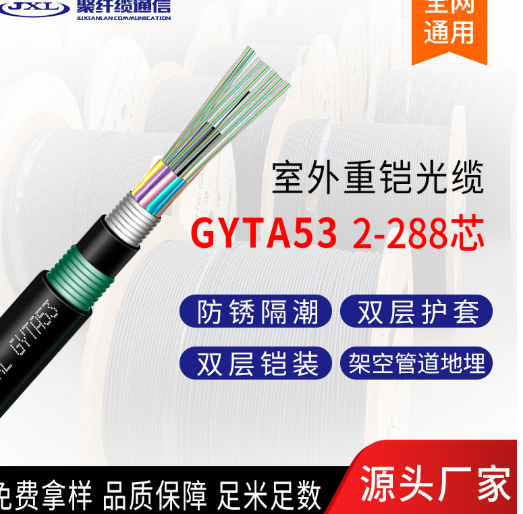 JXL 聚纤缆通信
JUXIANLAN COMMUNICATION
全网
通用
室外重铠光缆
GYTA53 2-288芯
防锈隔潮 双层护套
双层铠装 架空管道地埋
GYTA53
源头厂家
免费拿样 品质保障 足米足数